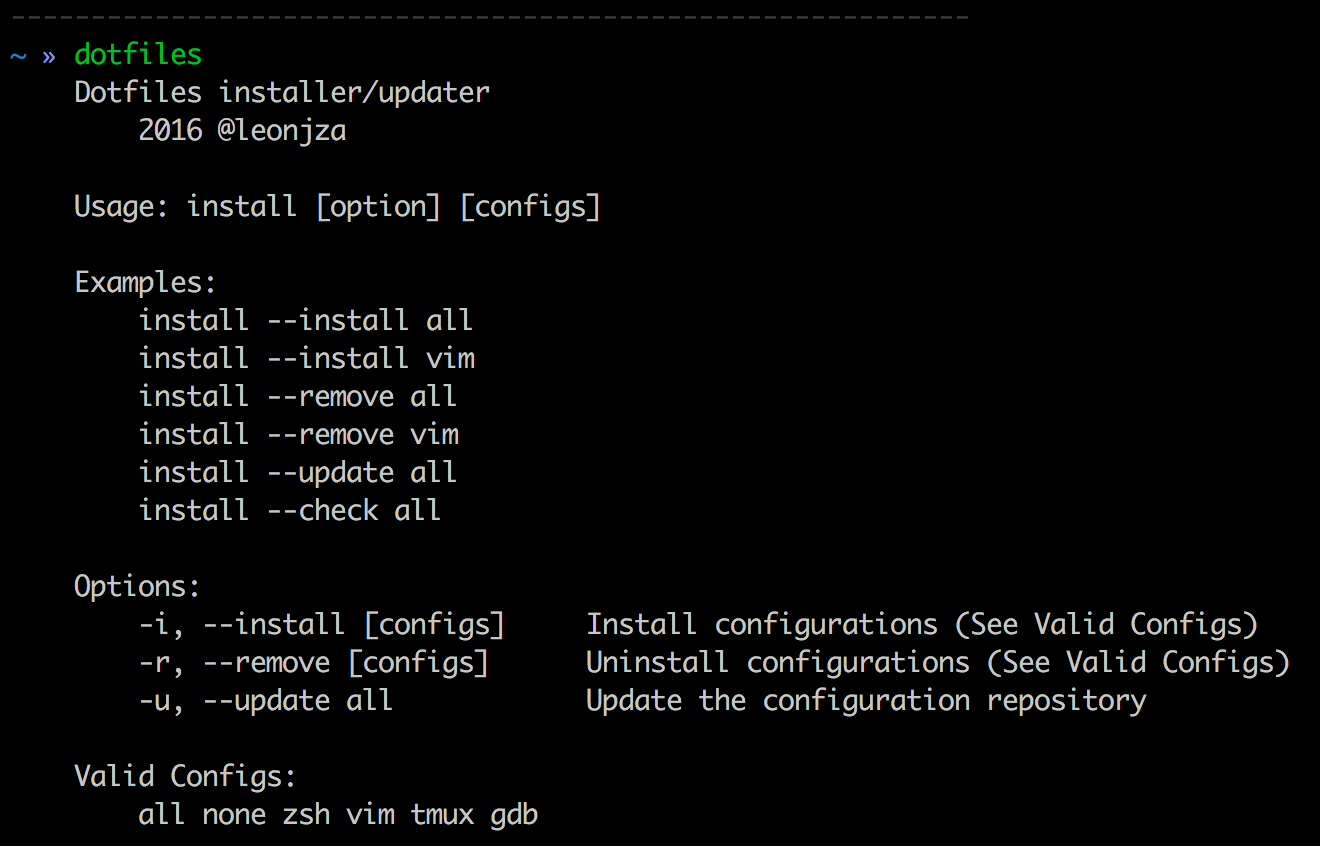 ------------------------------------------------------------
~ » dotfiles
Dotfiles installer/updater
2016 @leonjza
Usage: install [option] [configs]
Examples:
install --install all
install --install vim
install --remove all
install --remove vim
install --update all
install --check all
Options:
-i, --install [configs] Install configurations (See Valid Configs)
-r, --remove [configs] Uninstall configurations (See Valid Configs)
-u, --update all Update the configuration repository
Valid Configs:
all none zsh vim tmux gdb